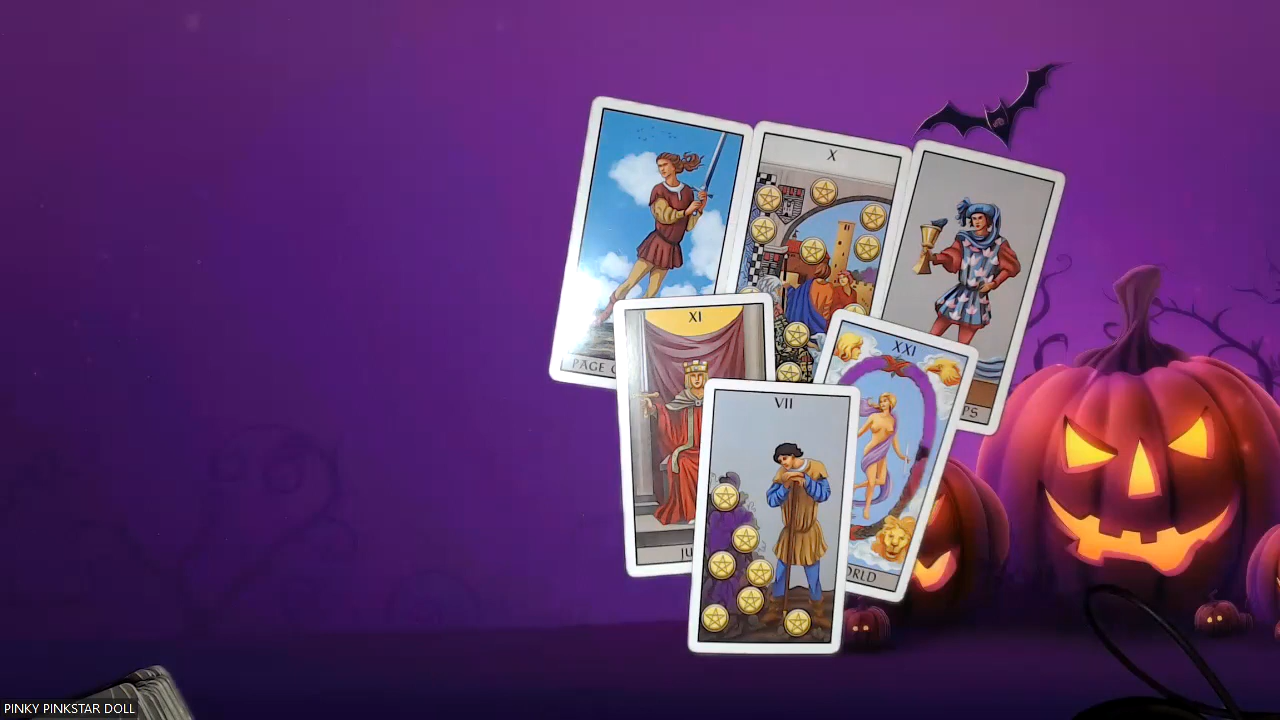 X
PAGE
XI
XXI
PS
VII
JU
ORLD
PINKY PINKSTAR DOLL